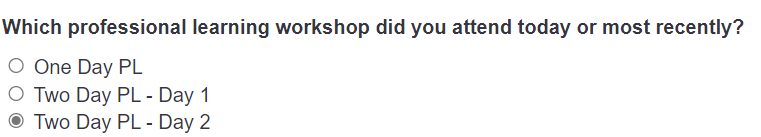 Which professional learning workshop did you attend today or most recently?
One Day PL
Two Day PL - Day 1
Two Day PL - Day 2